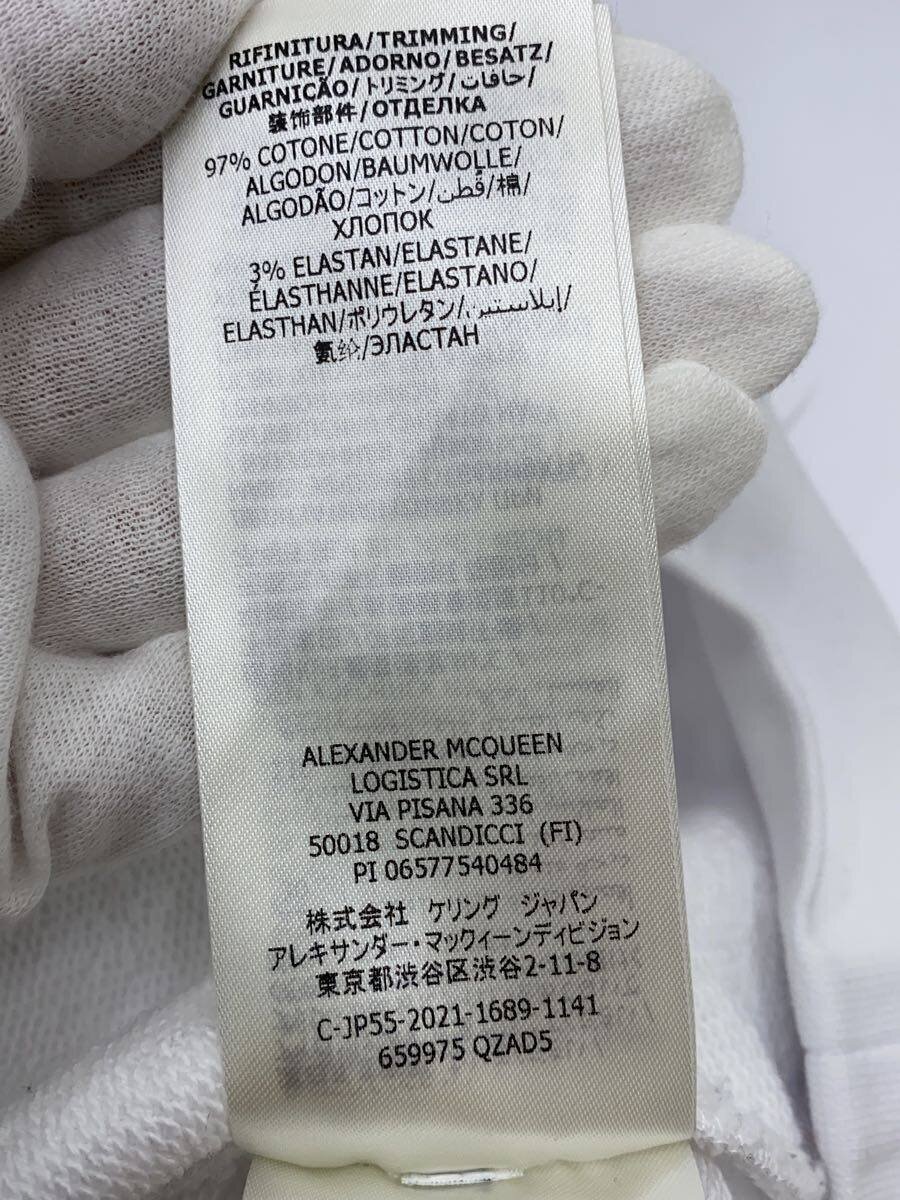 RIFINITURA/TRIMMING/
GARNITURE/ADORNO/BESATZ/
GUARNIÇÃO/トリミング/حافات/
装饰部件/ОТДЕЛКА
97% COTONE/COTTON/COTON/
ALGODON/BAUMWOLLE/
ALGODÃO/コットン/قُطن/棉/
ХЛОПОК
3% ELASTAN/ELASTANE/
ÉLASTHANNE/ELASTANO/
ELASTHAN/ポリウレタン/إيلاستين/
氨纶/ЭЛАСТАН
ALEXANDER MCQUEEN
LOGISTICA SRL
VIA PISANA 336
50018 SCANDICCI (FI)
PI 06577540484
株式会社 ケリング ジャパン
アレキサンダー・マックィーンディビジョン
東京都渋谷区渋谷2-11-8
C-JP55-2021-1689-1141
659975 QZAD5